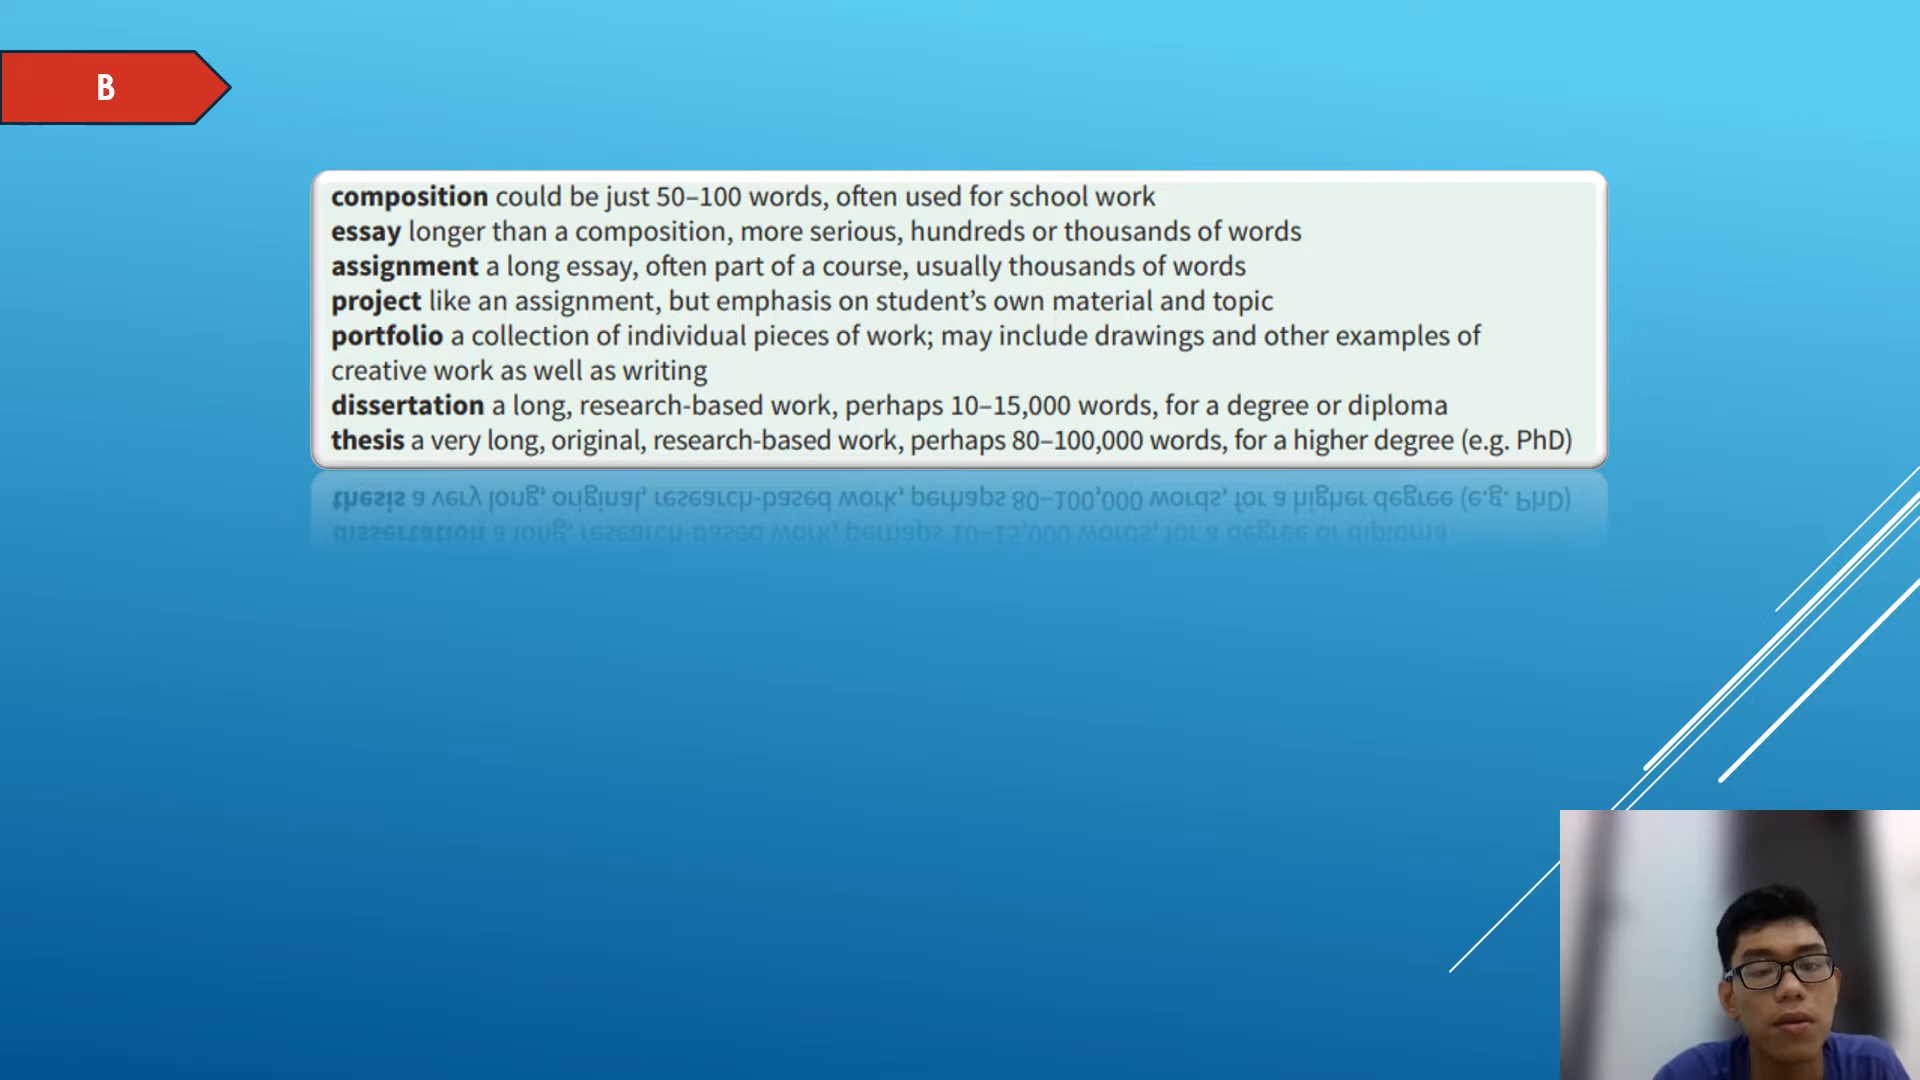 B
composition could be just 50–100 words, often used for school work
essay longer than a composition, more serious, hundreds or thousands of words
assignment a long essay, often part of a course, usually thousands of words
project like an assignment, but emphasis on student’s own material and topic
portfolio a collection of individual pieces of work; may include drawings and other examples of
creative work as well as writing
dissertation a long, research-based work, perhaps 10–15,000 words, for a degree or diploma
thesis a very long, original, research-based work, perhaps 80–100,000 words, for a higher degree (e.g. PhD)